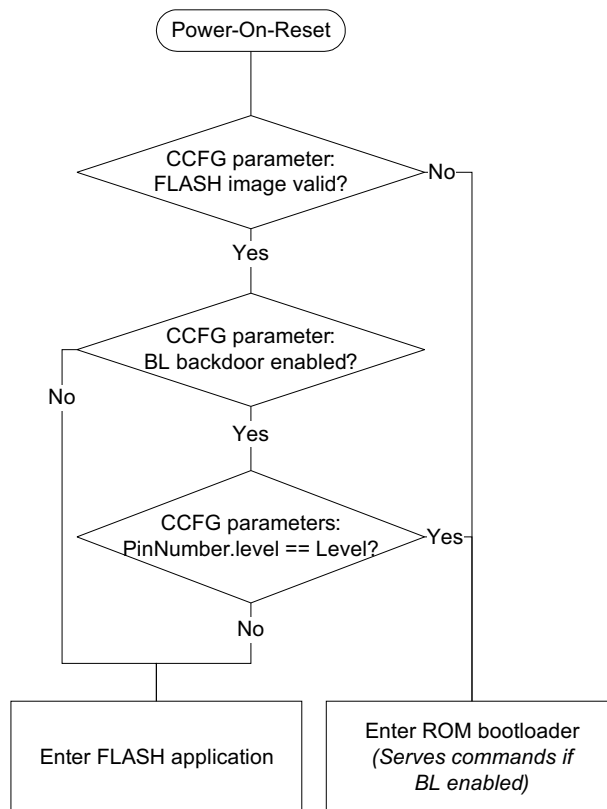 Power-On-Reset
CCFG parameter:
FLASH image valid?
No
Yes
CCFG parameter:
BL backdoor enabled?
No
Yes
CCFG parameters:
PinNumber.level == Level?
Yes
No
Enter FLASH application
Enter ROM bootloader
(Serves commands if
BL enabled)